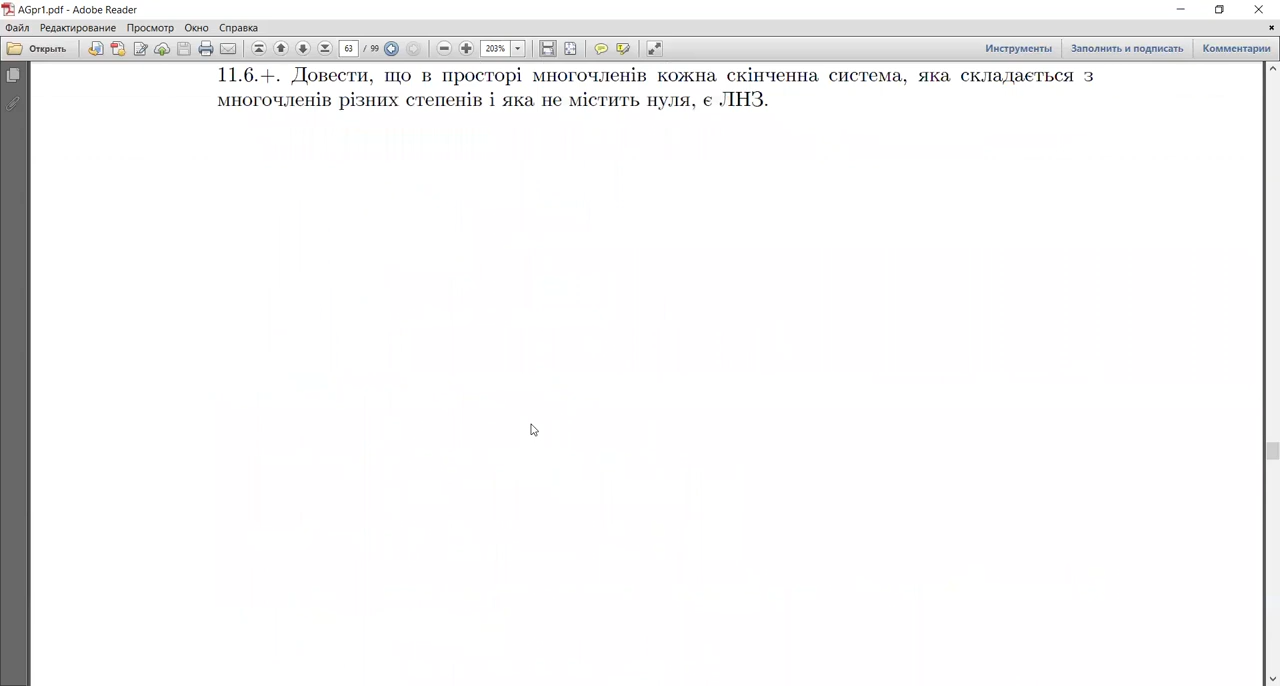 AGpr1.pdf - Adobe Reader
Файл Редактирование Просмотр Окно Справка
Открыть 63 / 99 203% Инструменты Заполнить и подписать Комментарии
11.6.+. Довести, що в просторі многочленів кожна скінченна система, яка складається з
многочленів різних степенів і яка не містить нуля, є ЛНЗ.